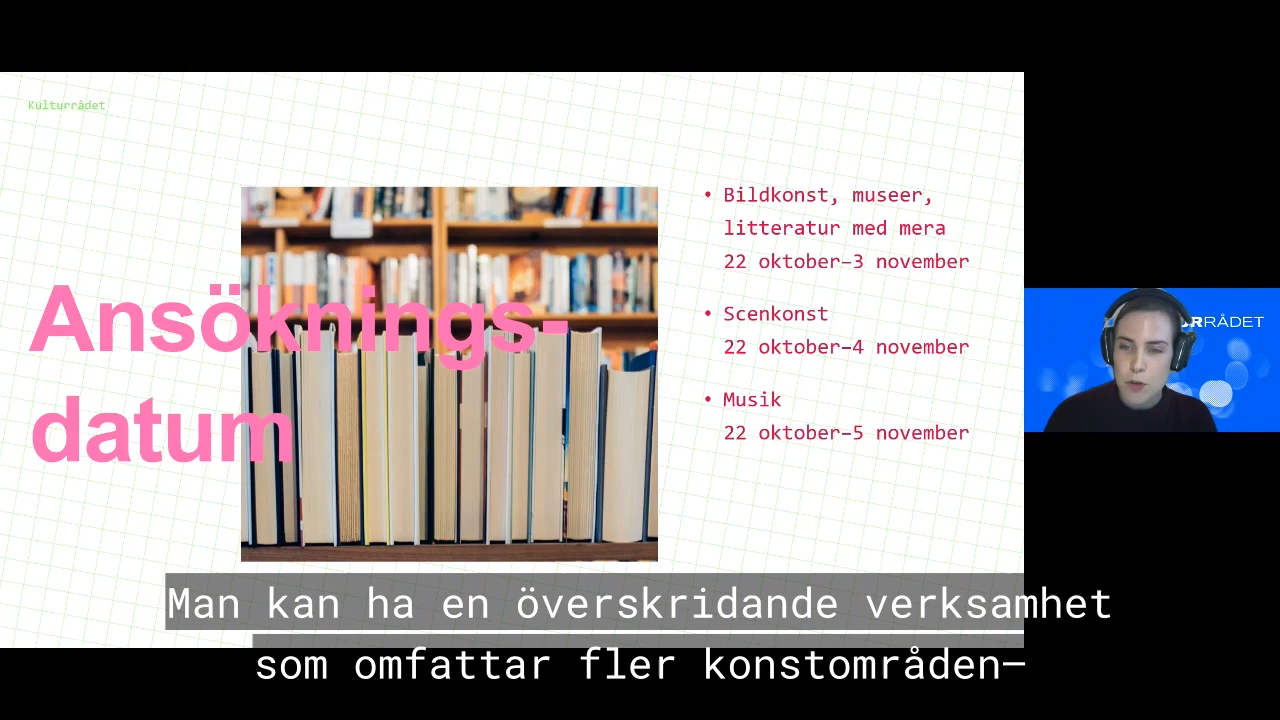 Kulturrådet
Ansöknings-
datum
• Bildkonst, museer,
litteratur med mera
22 oktober–3 november
• Scenkonst
22 oktober–4 november
• Musik
22 oktober–5 november
RRÅDET
Man kan ha en överskridande verksamhet
som omfattar fler konstområden–